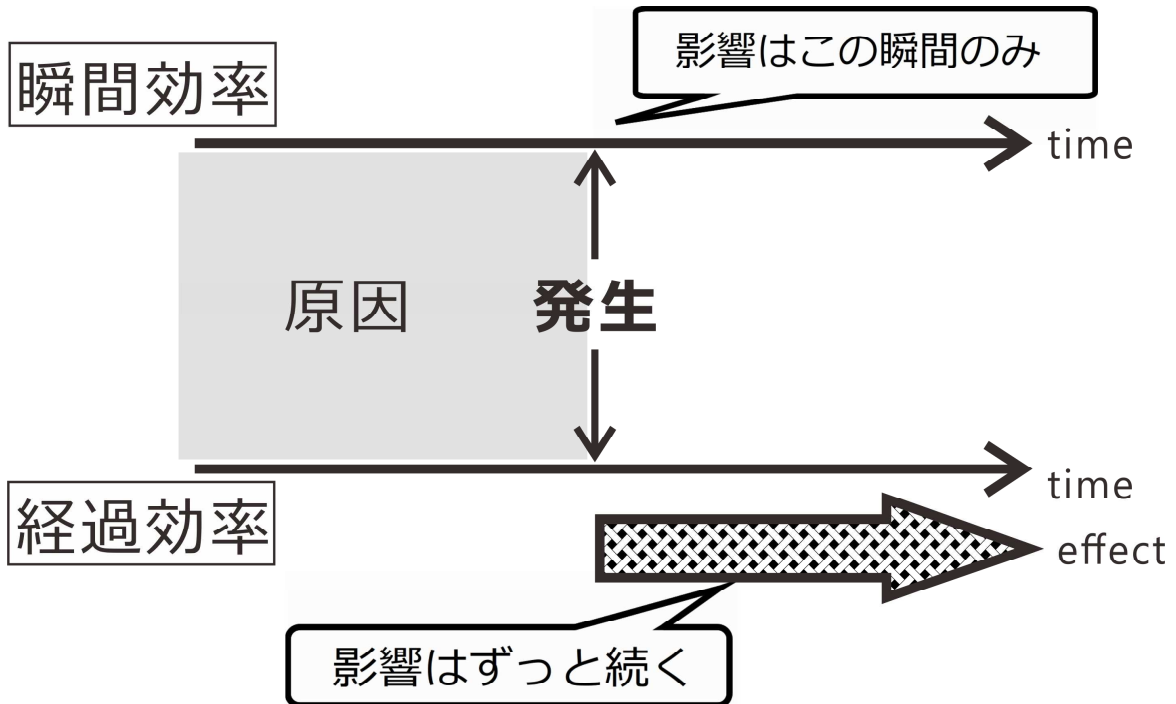 影響はこの瞬間のみ
瞬間効率
time
原因
発生
time
経過効率
effect
影響はずっと続く